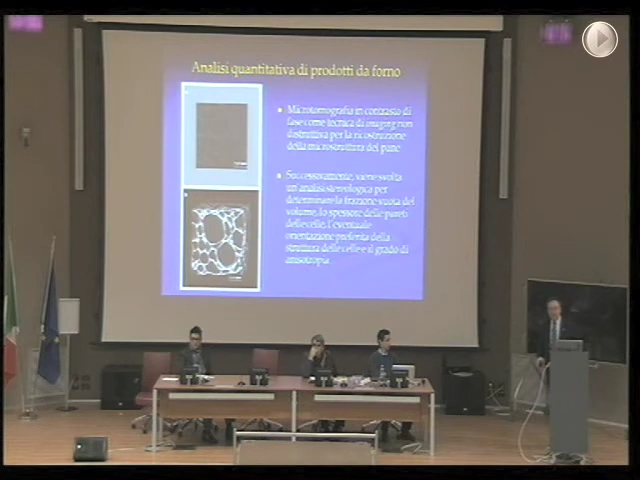 Analisi quantitativa di prodotti da forno
Microtomografia in contrasto di
fase come tecnica di imaging non
distruttiva per la ricostruzione
della microstruttura del pane
Successivamente, viene svolta
un'analisi stereologica per
determinare la frazione vuota del
volume, lo spessore delle pareti
delle celle, l'eventuale
orientazione preferita della
struttura delle celle e il grado di
anisotropia.